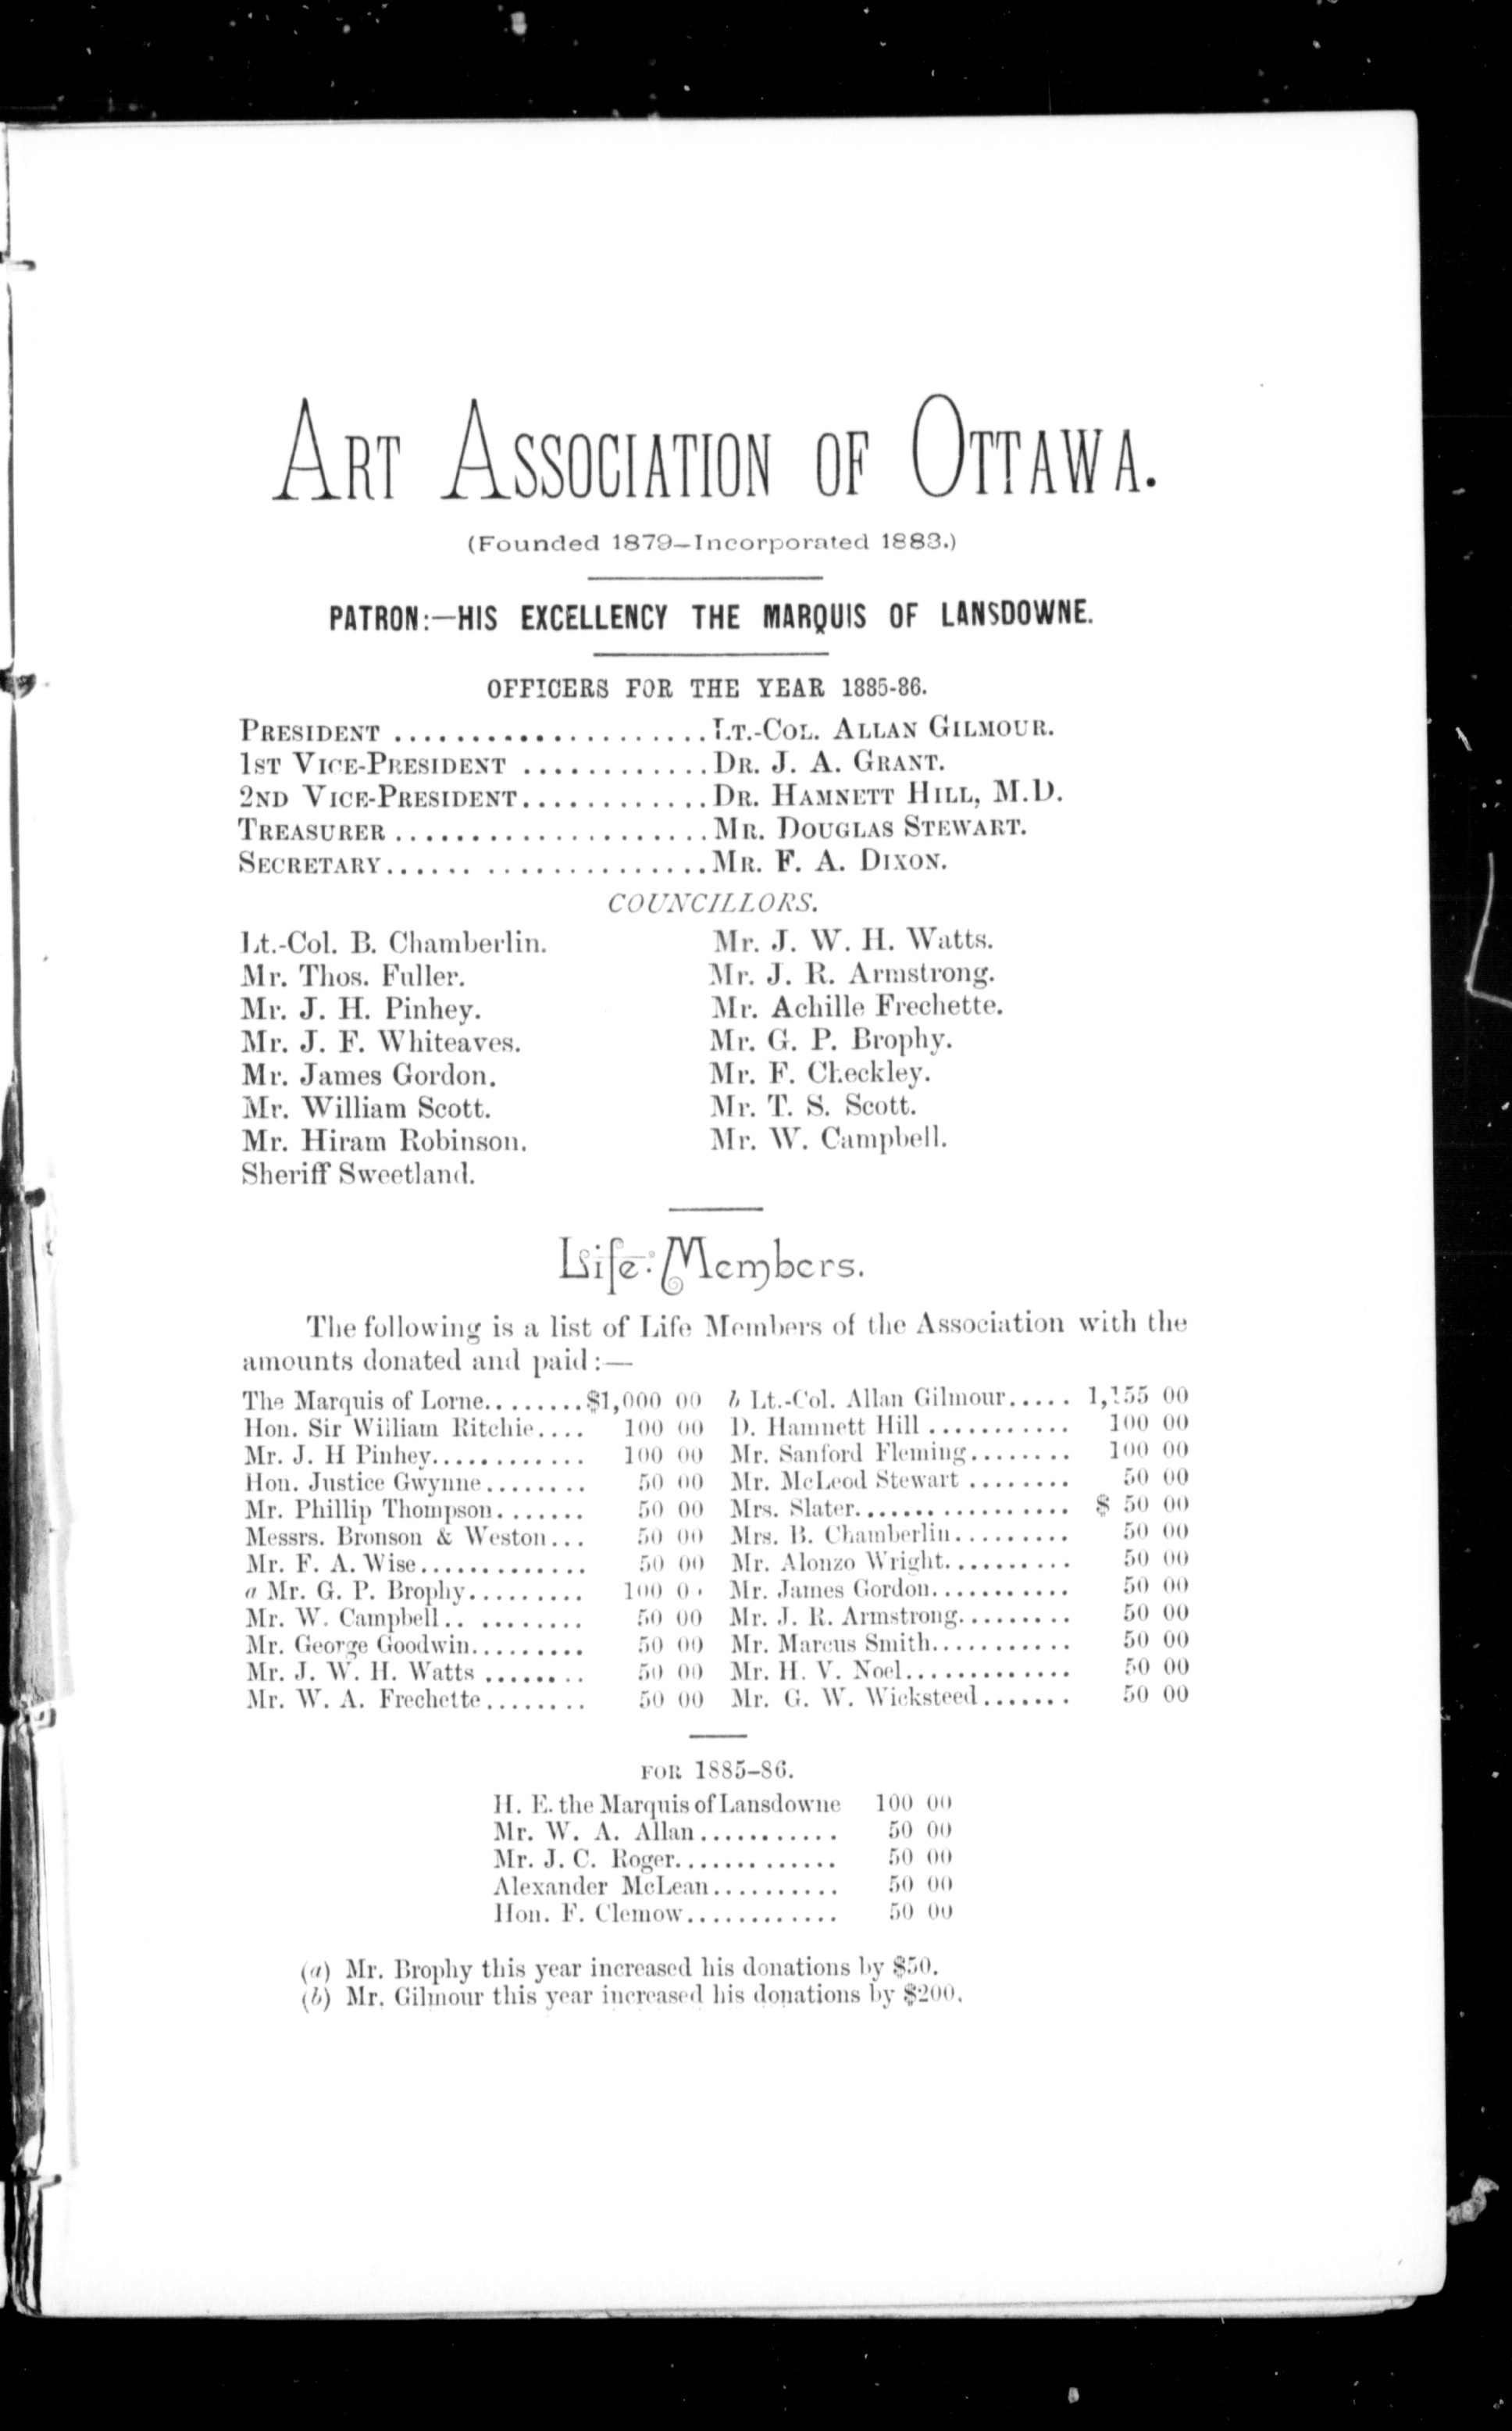 ART ASSOCIATION OF OTTAWA.
(Founded 1879—Incorporated 1883.)
PATRON:—HIS EXCELLENCY THE MARQUIS OF LANSDOWNE.
OFFICERS FOR THE YEAR 1885-86.
PRESIDENT ..................... LT.-COL. ALLAN GILMOUR.
1ST VICE-PRESIDENT ............ DR. J. A. GRANT.
2ND VICE-PRESIDENT............ DR. HAMNETT HILL, M.D.
TREASURER ..................... MR. DOUGLAS STEWART.
SECRETARY..................... MR. F. A. DIXON.
COUNCILLORS.
Lt.-Col. B. Chamberlin. Mr. J. W. H. Watts.
Mr. Thos. Fuller. Mr. J. R. Armstrong.
Mr. J. H. Pinhey. Mr. Achille Frechette.
Mr. J. F. Whiteaves. Mr. G. P. Brophy.
Mr. James Gordon. Mr. F. Checkley.
Mr. William Scott. Mr. T. S. Scott.
Mr. Hiram Robinson. Mr. W. Campbell.
Sheriff Sweetland.
Life Members.
The following is a list of Life Members of the Association with the
amounts donated and paid:—
The Marquis of Lorne........$1,000 00 b Lt.-Col. Allan Gilmour..... 1,155 00
Hon. Sir William Ritchie.... 100 00 D. Hamnett Hill ........... 100 00
Mr. J. H Pinhey............ 100 00 Mr. Sanford Fleming........ 100 00
Hon. Justice Gwynne........ 50 00 Mr. McLeod Stewart ........ 50 00
Mr. Phillip Thompson....... 50 00 Mrs. Slater................. $ 50 00
Messrs. Bronson & Weston... 50 00 Mrs. B. Chamberlin......... 50 00
Mr. F. A. Wise............. 50 00 Mr. Alonzo Wright.......... 50 00
a Mr. G. P. Brophy......... 100 0 Mr. James Gordon........... 50 00
Mr. W. Campbell.. ........ 50 00 Mr. J. R. Armstrong......... 50 00
Mr. George Goodwin......... 50 00 Mr. Marcus Smith........... 50 00
Mr. J. W. H. Watts ........ 50 00 Mr. H. V. Noel............. 50 00
Mr. W. A. Frechette........ 50 00 Mr. G. W. Wicksteed....... 50 00
FOR 1885-86.
H. E. the Marquis of Lansdowne 100 00
Mr. W. A. Allan........... 50 00
Mr. J. C. Roger............. 50 00
Alexander McLean.......... 50 00
Hon. F. Clemow............ 50 00
(a) Mr. Brophy this year increased his donations by $50.
(b) Mr. Gilmour this year increased his donations by $200.